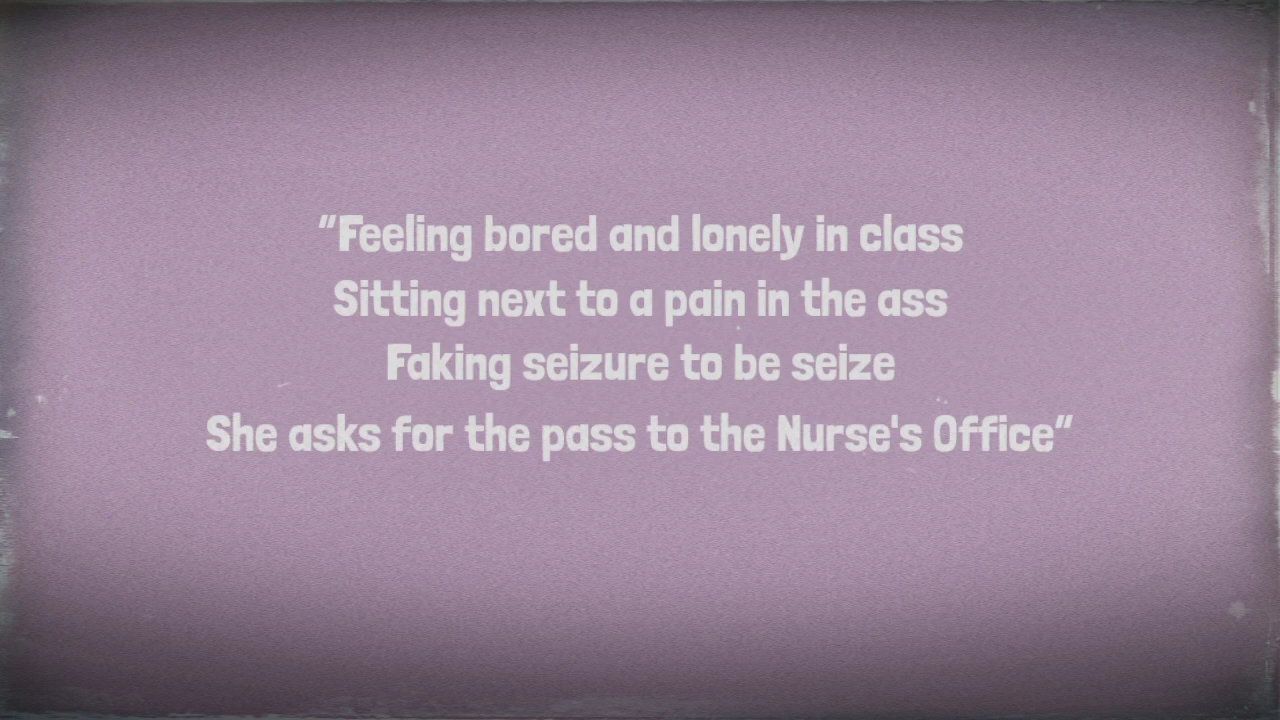 "Feeling bored and lonely in class
Sitting next to a pain in the ass
Faking seizure to be seize
She asks for the pass to the Nurse's Office"